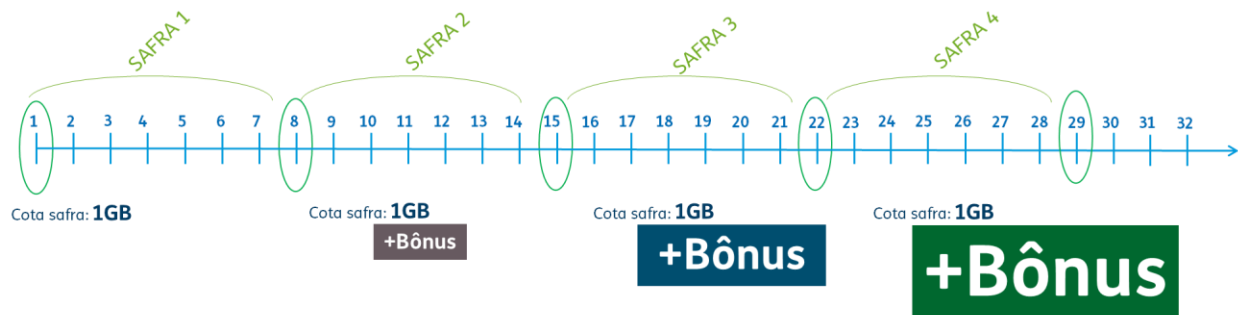 SAFRA 1
SAFRA 2
SAFRA 3
SAFRA 4
1 2 3 4 5 6 7 8 9 10 11 12 13 14 15 16 17 18 19 20 21 22 23 24 25 26 27 28 29 30 31 32
Cota safra: 1GB
Cota safra: 1GB
+Bônus
Cota safra: 1GB
+Bônus
Cota safra: 1GB
+Bônus